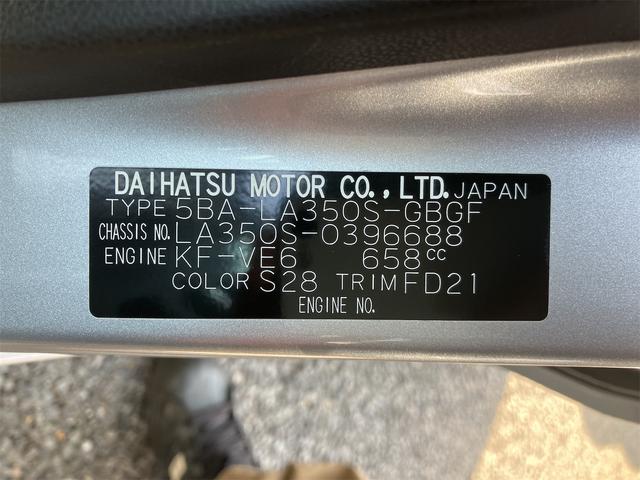 DAIHATSU MOTOR CO.,LTD. JAPAN
TYPE 5BA-LA350S-GBGF
CHASSIS NO. LA350S-0396688
ENGINE KF-VE6 658cc
COLOR S28 TRIM FD21
ENGINE NO.